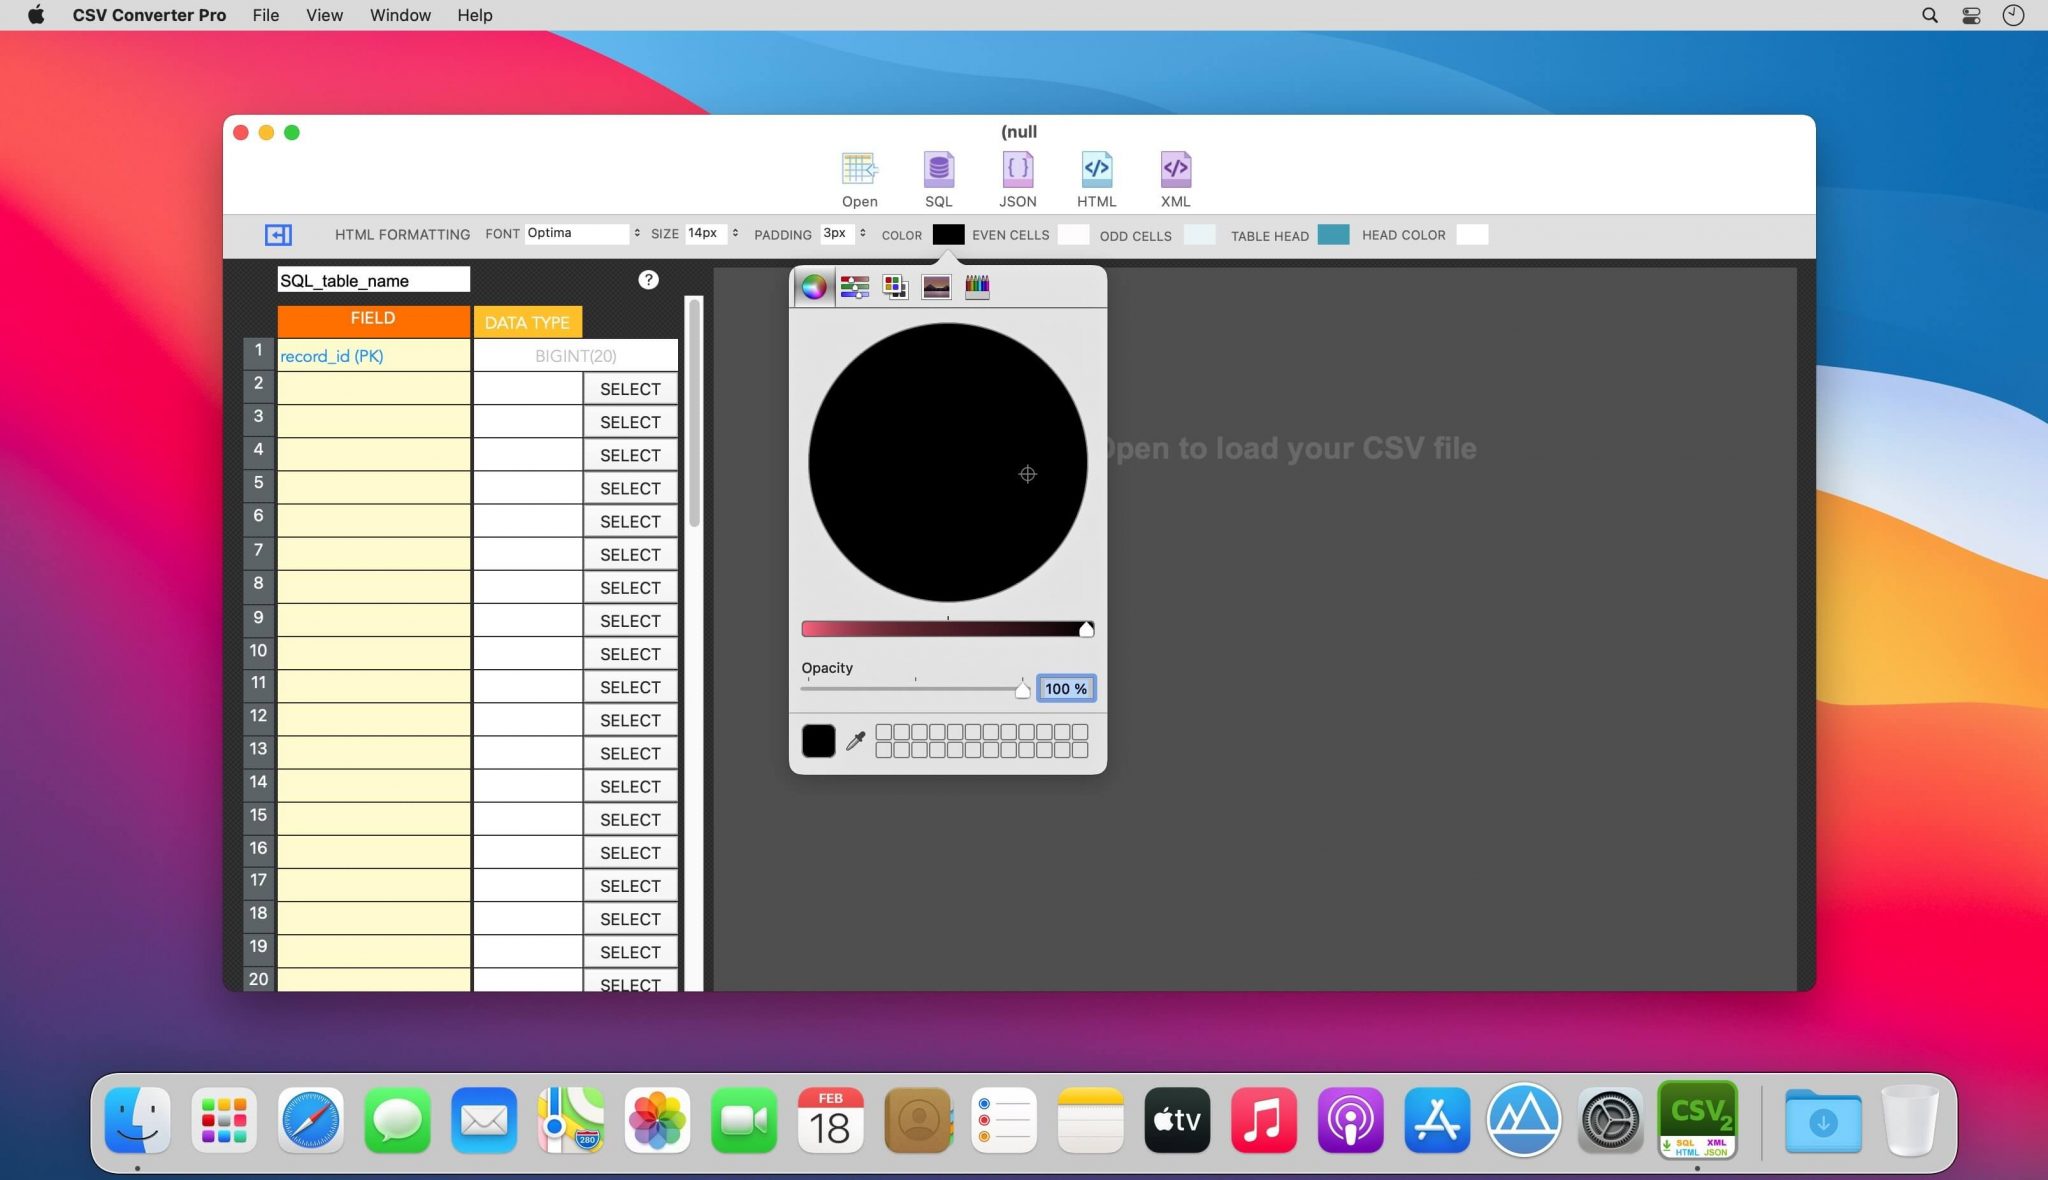 CSV Converter Pro File View Window Help
(null
Open SQL JSON HTML XML
HTML FORMATTING FONT Optima SIZE 14px PADDING 3px COLOR EVEN CELLS ODD CELLS TABLE HEAD HEAD COLOR
SQL_table_name ?
FIELD DATA TYPE
1 record_id (PK) BIGINT(20)
2 SELECT
3 SELECT
4 SELECT
5 SELECT
6 SELECT
7 SELECT
8 SELECT
9 SELECT
10 SELECT
11 SELECT
12 SELECT
13 SELECT
14 SELECT
15 SELECT
16 SELECT
17 SELECT
18 SELECT
19 SELECT
20 SELECT
Open to load your CSV file
Opacity
100 %
FEB
18
280
tv
CSV2
SQL XML
HTML JSON